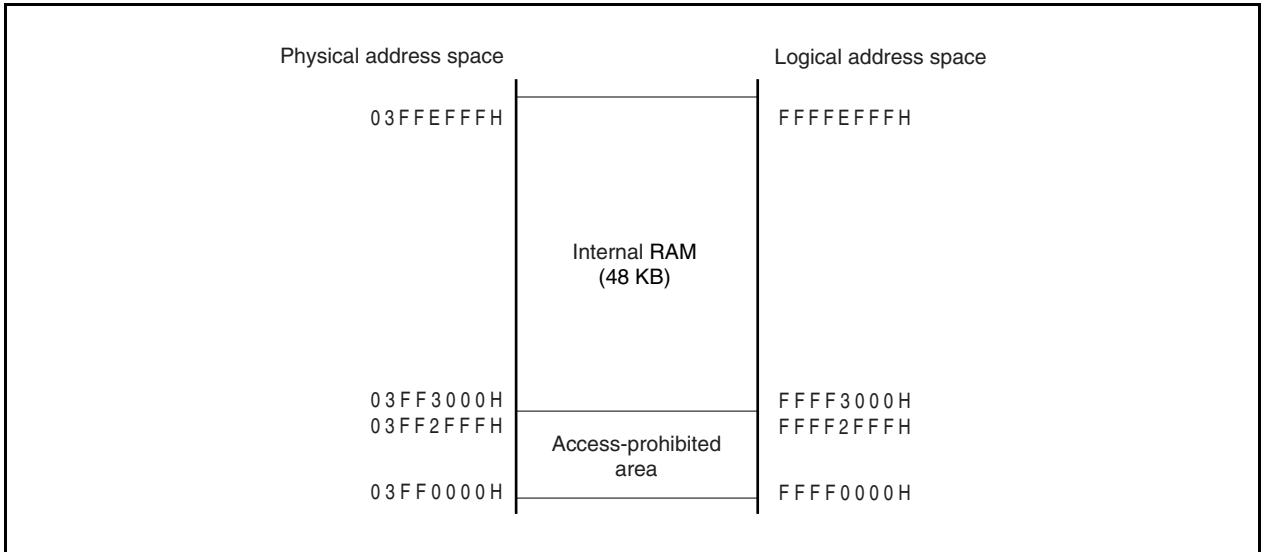 Physical address space
Logical address space
03FFEFFFH
FFFFEFFFH
Internal RAM
(48 KB)
03FF3000H
FFFF3000H
03FF2FFFH
FFFF2FFFH
Access-prohibited
area
03FF0000H
FFFF0000H